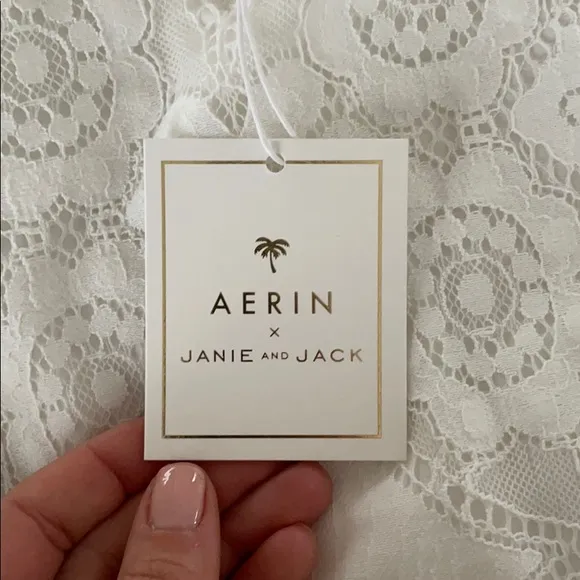 AERIN
×
JANIE AND JACK